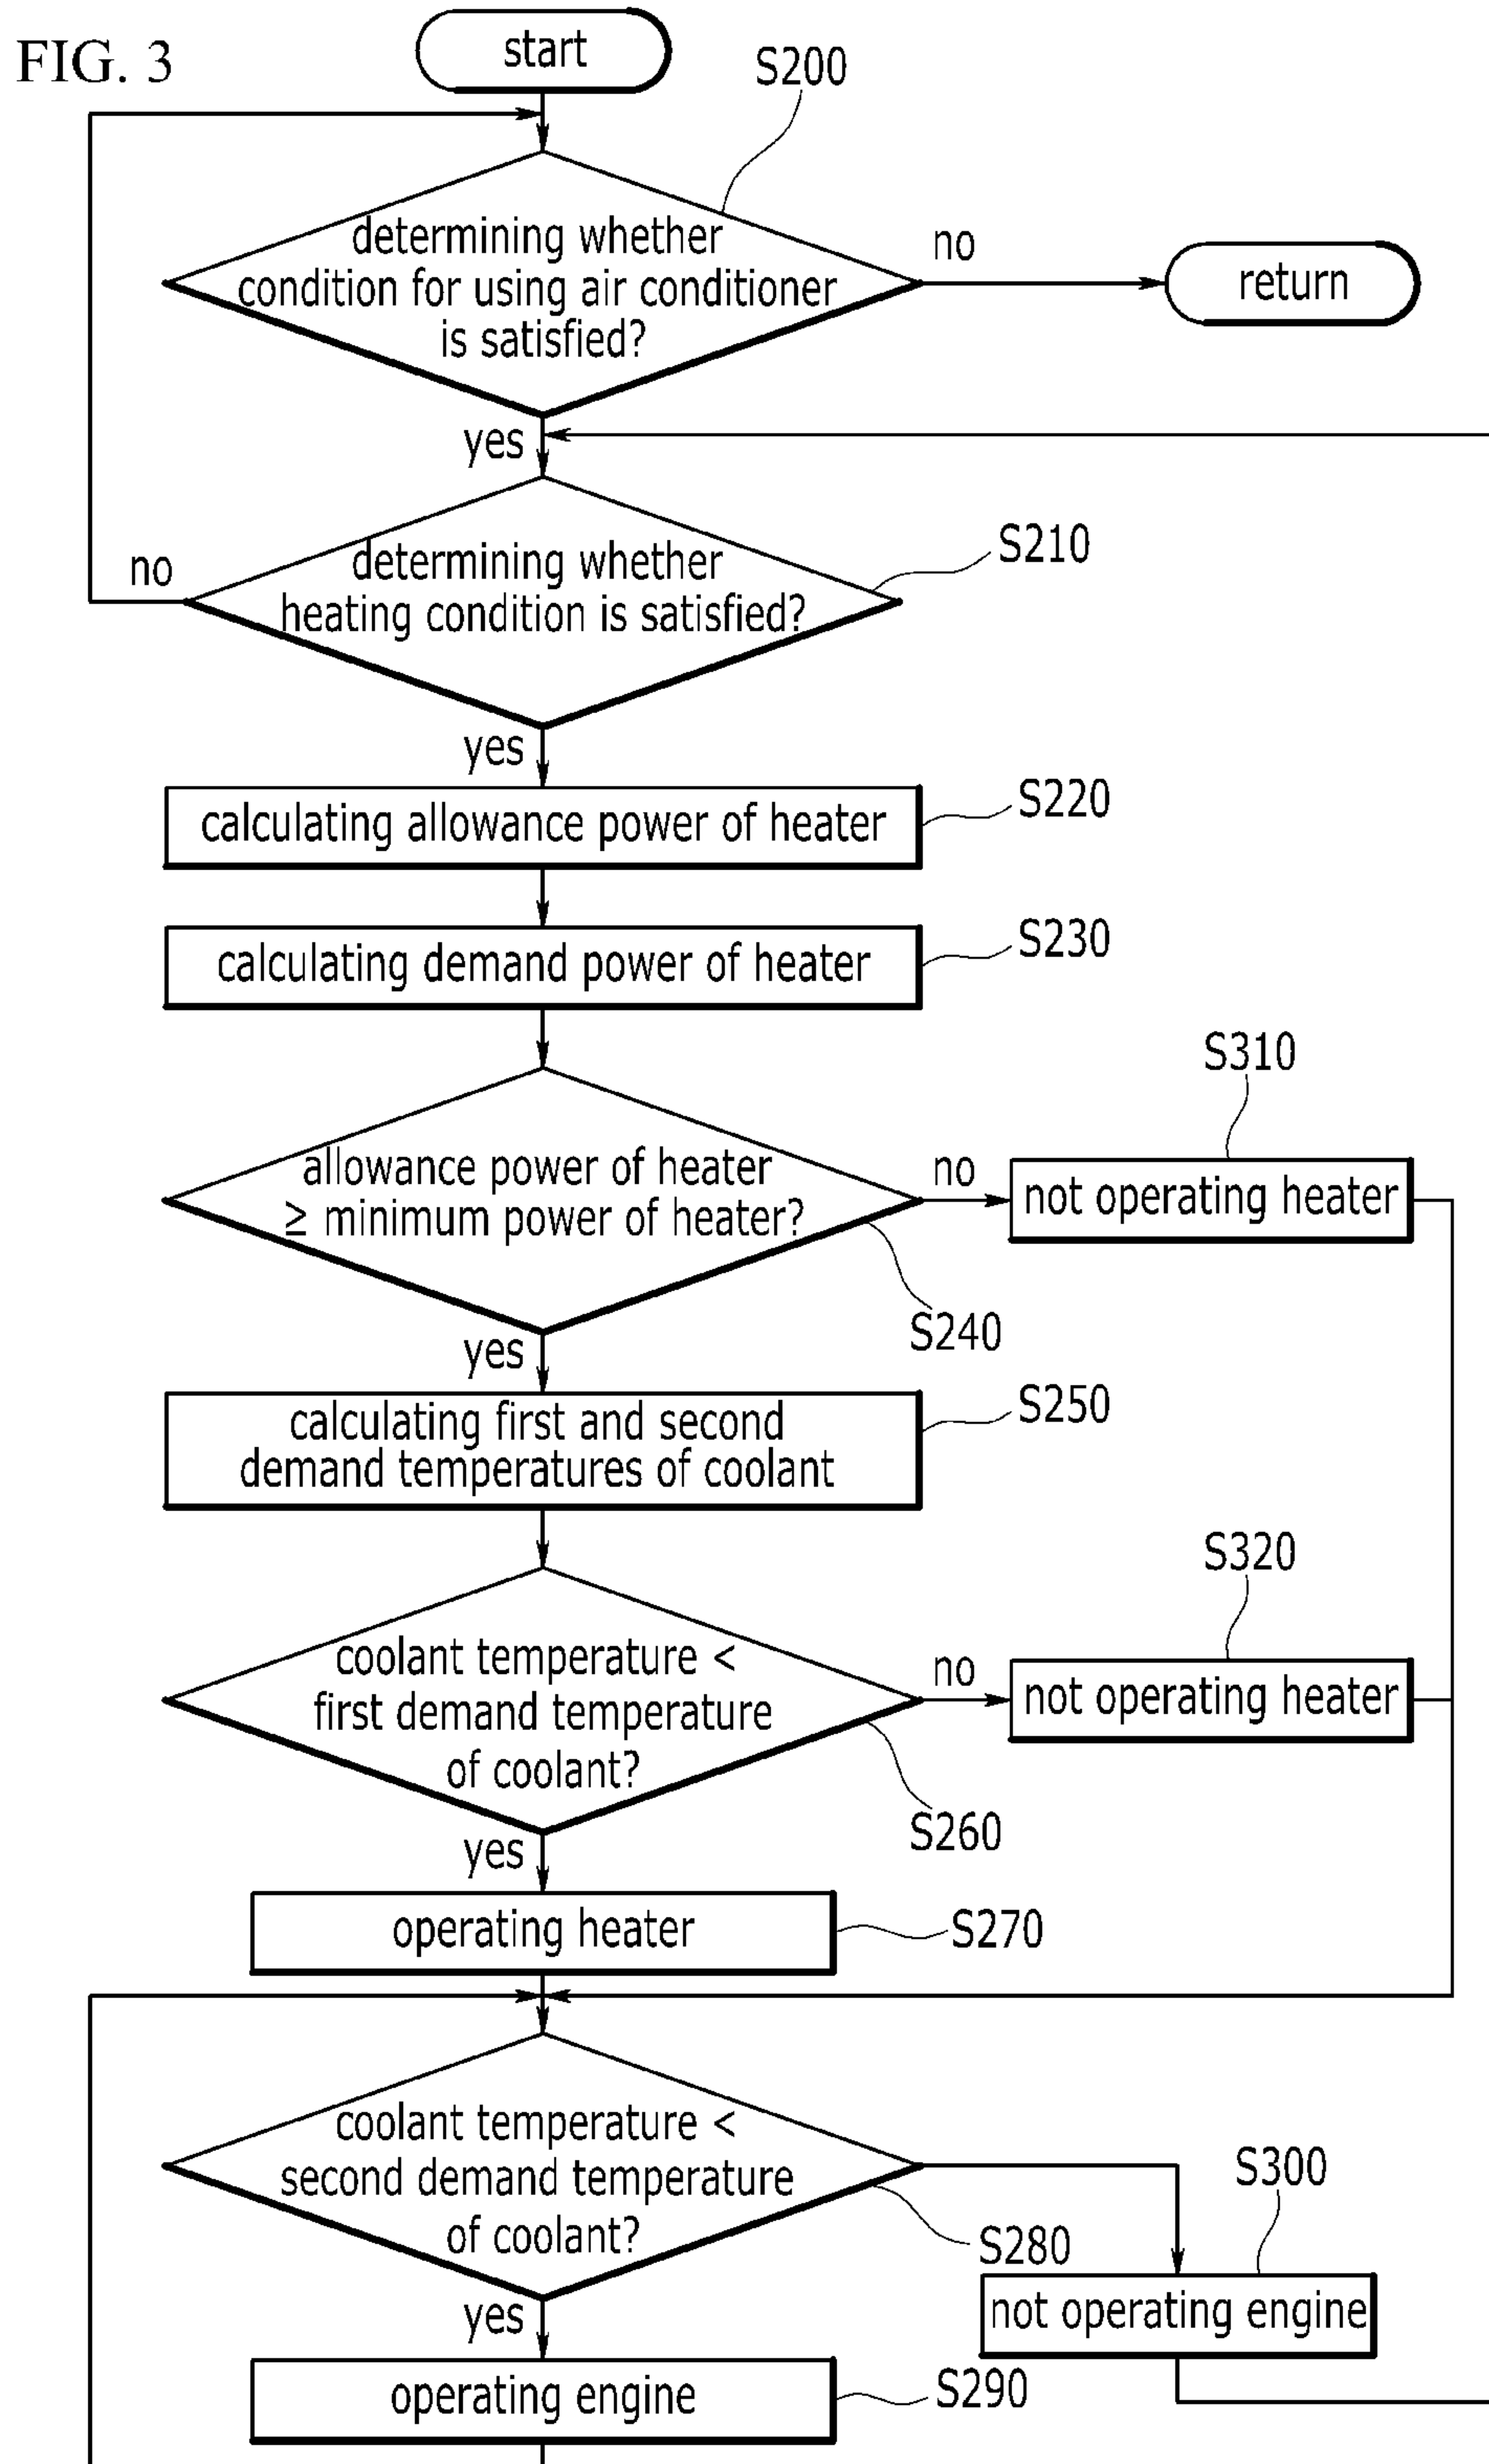 FIG. 3
start
S200
determining whether
condition for using air conditioner
is satisfied?
no
return
yes
determining whether
heating condition is satisfied?
S210
no
yes
calculating allowance power of heater
S220
calculating demand power of heater
S230
allowance power of heater
≥ minimum power of heater?
S240
no
S310
not operating heater
yes
calculating first and second
demand temperatures of coolant
S250
coolant temperature <
first demand temperature
of coolant?
S260
no
S320
not operating heater
yes
operating heater
S270
coolant temperature <
second demand temperature
of coolant?
S280
S300
not operating engine
yes
operating engine
S290